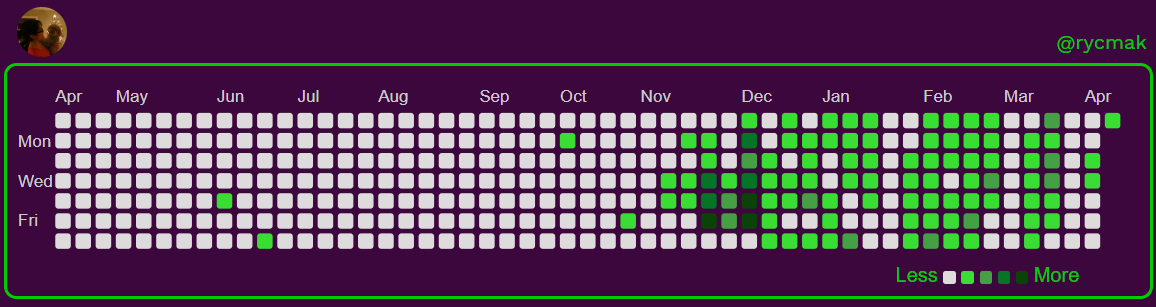 @rycmak
Apr May Jun Jul Aug Sep Oct Nov Dec Jan Feb Mar Apr
Mon
Wed
Fri
Less More